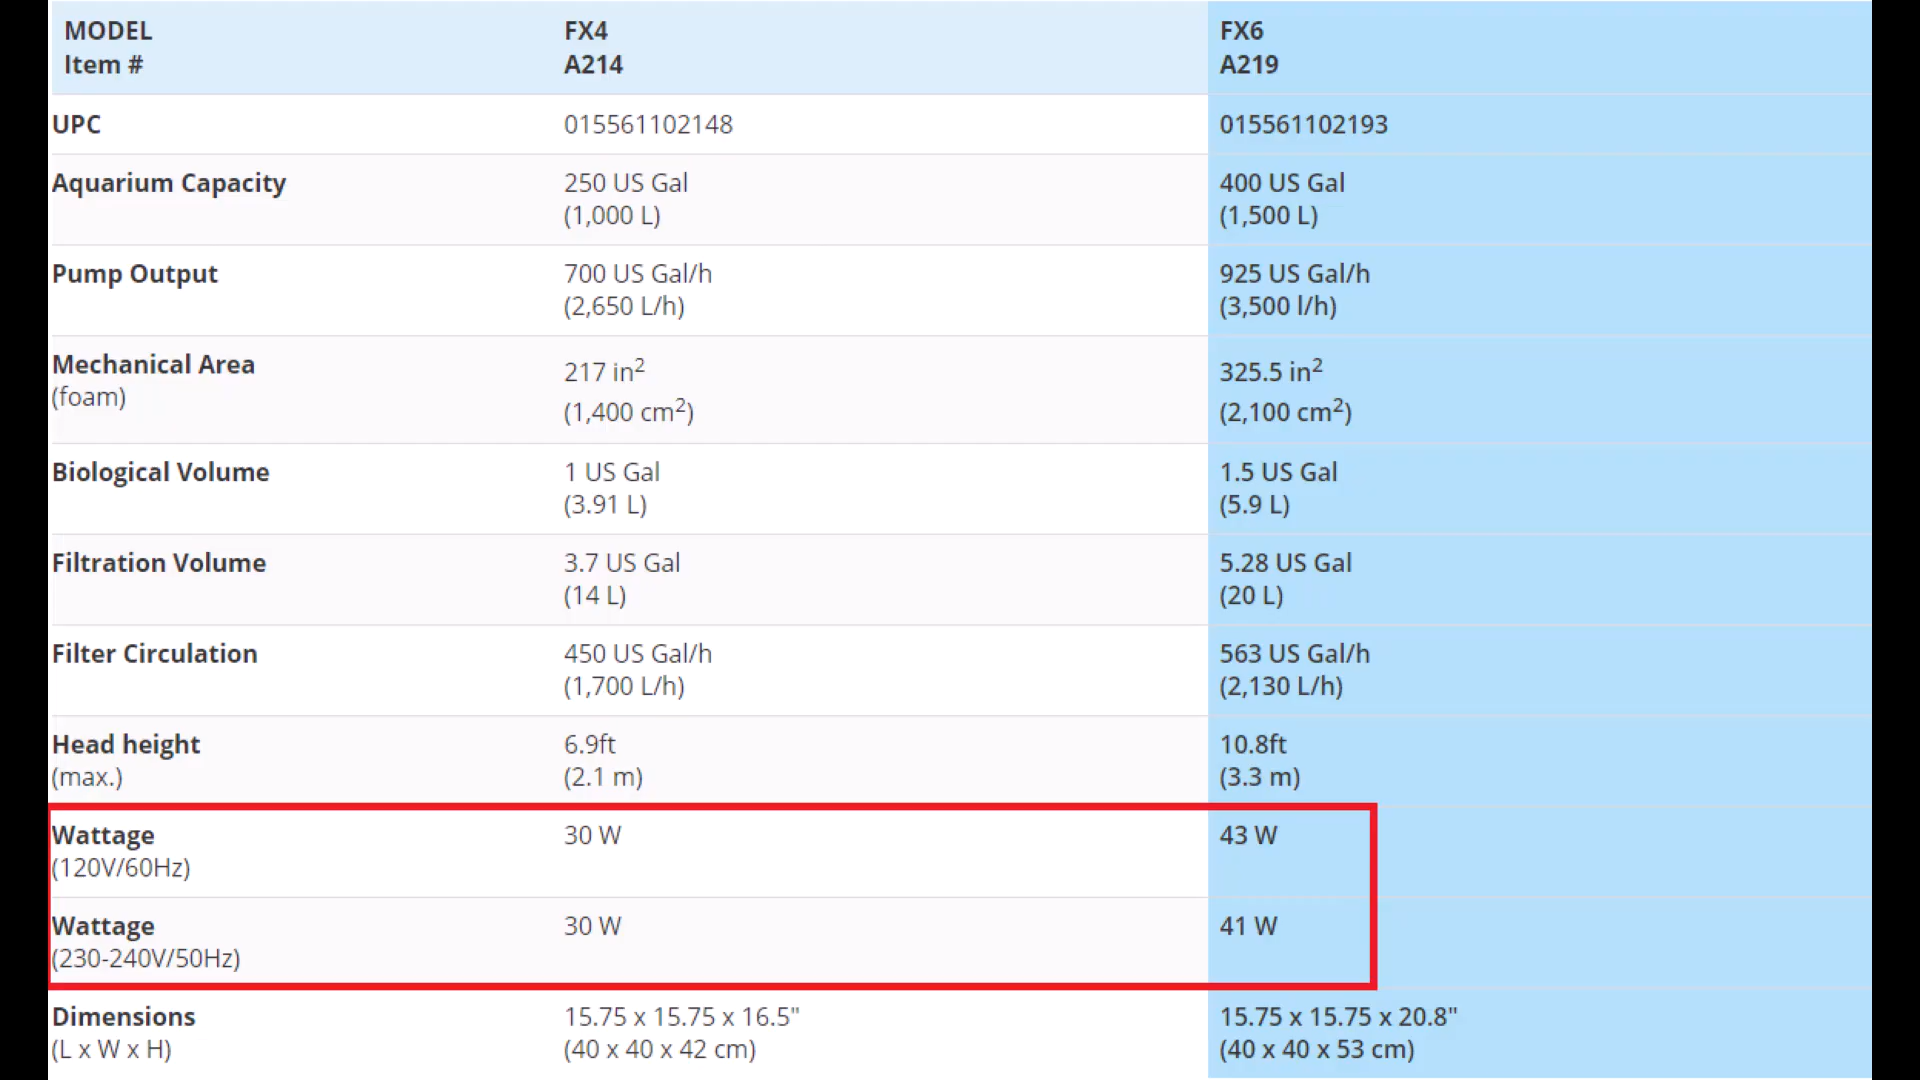 MODEL FX4 FX6
Item # A214 A219
UPC 015561102148 015561102193
Aquarium Capacity 250 US Gal 400 US Gal
(1,000 L) (1,500 L)
Pump Output 700 US Gal/h 925 US Gal/h
(2,650 L/h) (3,500 l/h)
Mechanical Area 217 in² 325.5 in²
(foam) (1,400 cm²) (2,100 cm²)
Biological Volume 1 US Gal 1.5 US Gal
(3.91 L) (5.9 L)
Filtration Volume 3.7 US Gal 5.28 US Gal
(14 L) (20 L)
Filter Circulation 450 US Gal/h 563 US Gal/h
(1,700 L/h) (2,130 L/h)
Head height 6.9ft 10.8ft
(max.) (2.1 m) (3.3 m)
Wattage 30 W 43 W
(120V/60Hz)
Wattage 30 W 41 W
(230-240V/50Hz)
Dimensions 15.75 x 15.75 x 16.5" 15.75 x 15.75 x 20.8"
(L x W x H) (40 x 40 x 42 cm) (40 x 40 x 53 cm)